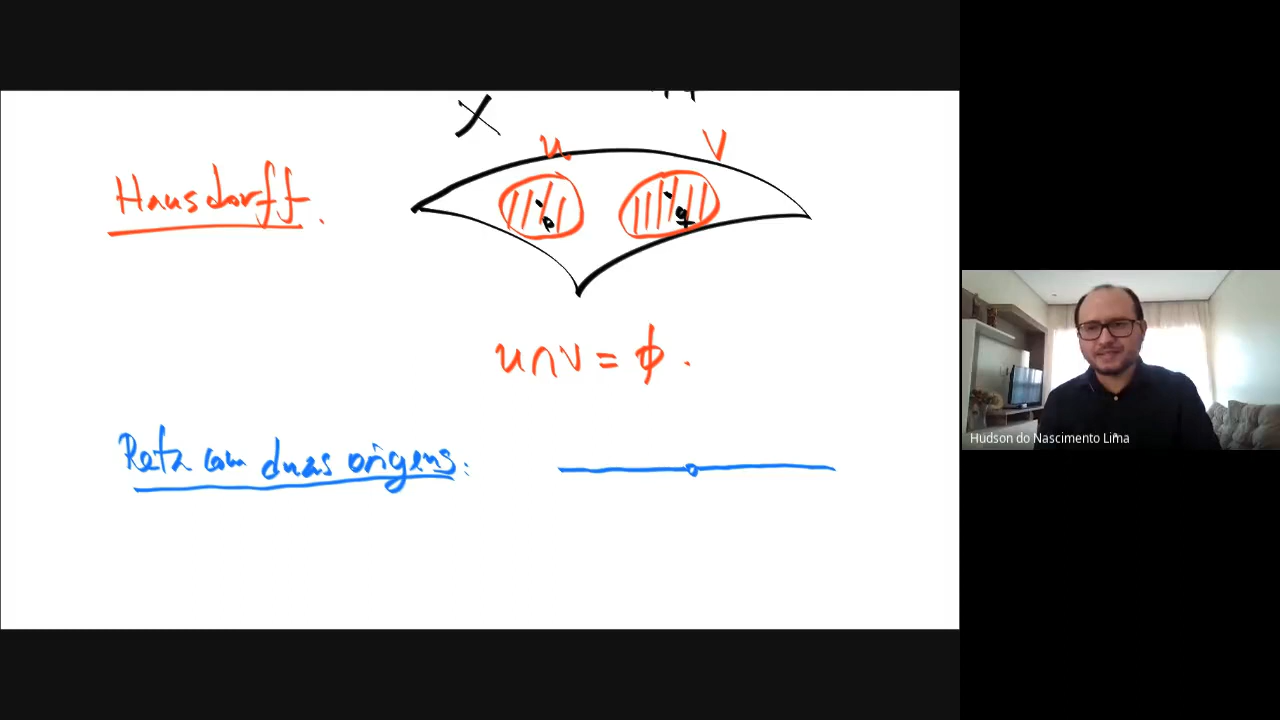 X
U V
Hausdorff.
p q
U∩V = ϕ.
Reta com duas origens:
Hudson do Nascimento Lima